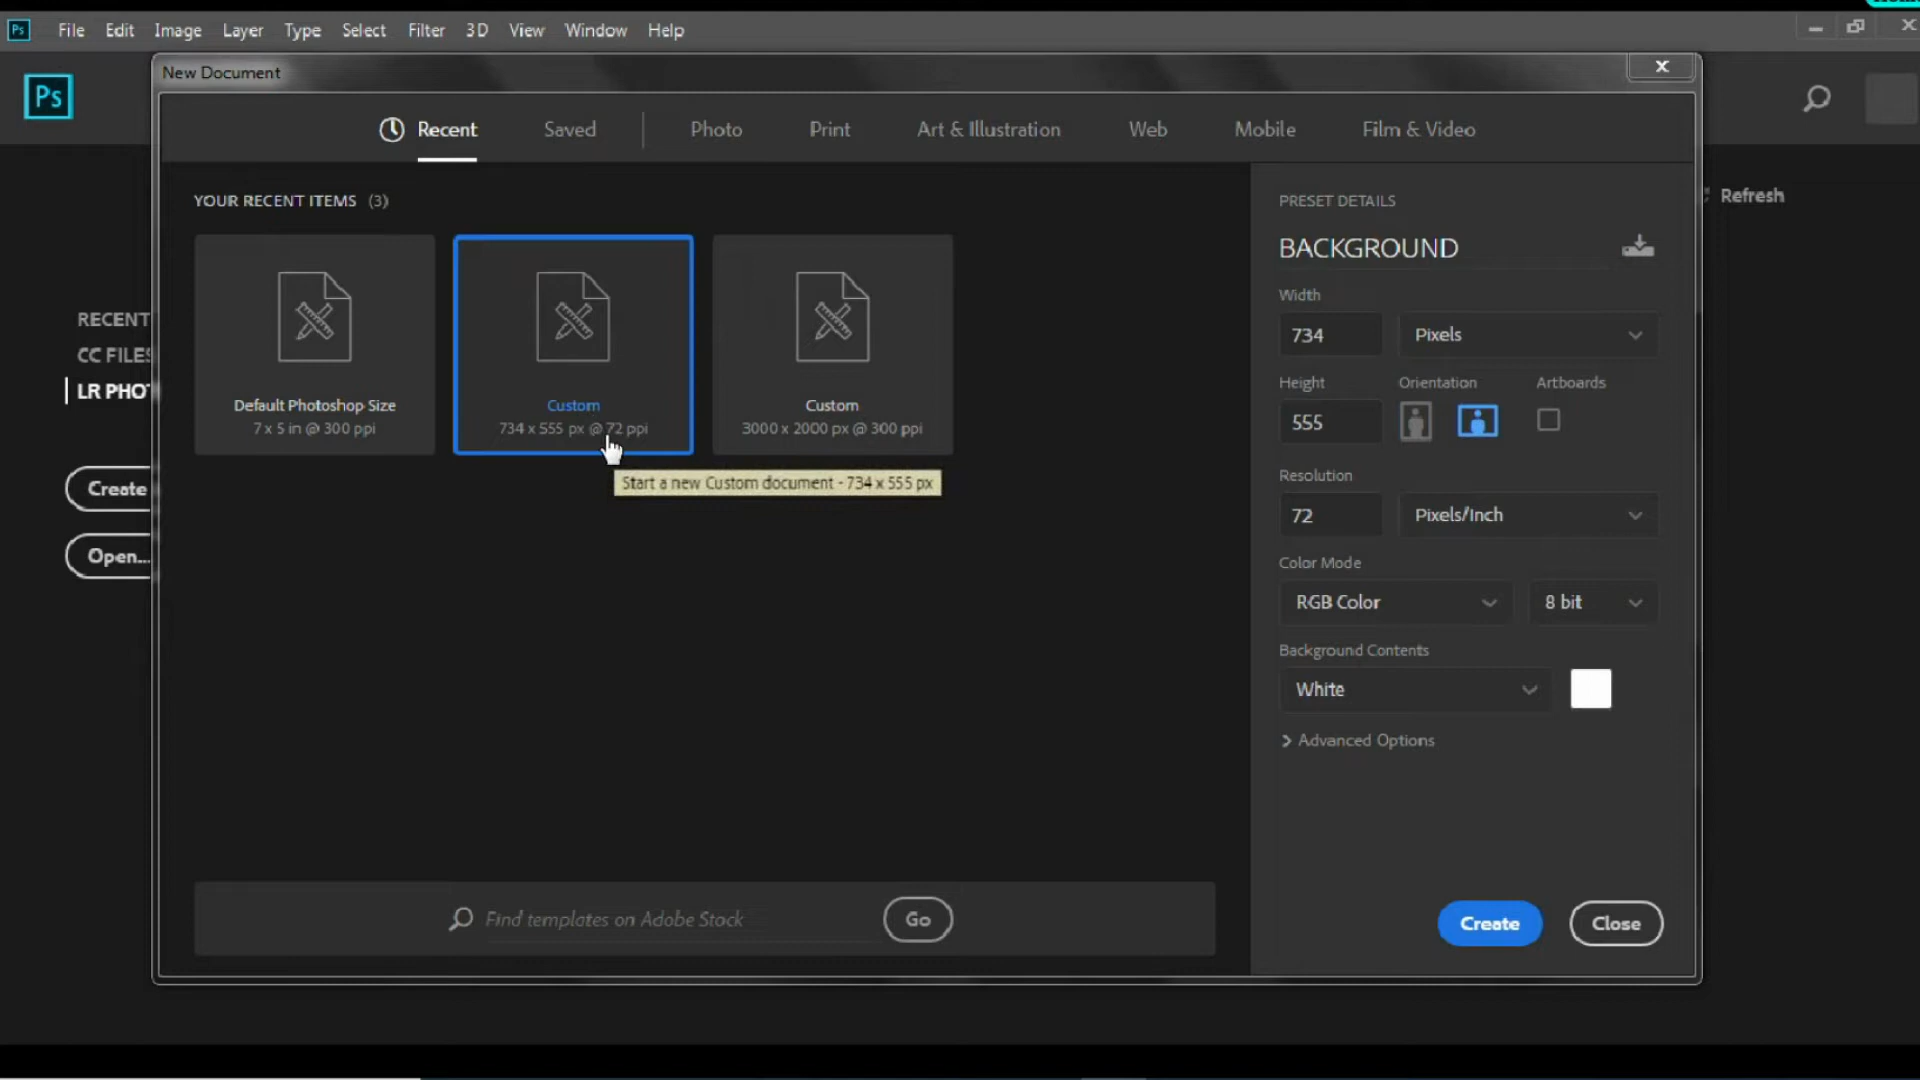 Ps File Edit Image Layer Type Select Filter 3D View Window Help
New Document
Ps
Recent Saved Photo Print Art & Illustration Web Mobile Film & Video
YOUR RECENT ITEMS (3)
Default Photoshop Size
7 x 5 in @ 300 ppi
Custom
734 x 555 px @ 72 ppi
Custom
3000 x 2000 px @ 300 ppi
Start a new Custom document - 734 x 555 px
Find templates on Adobe Stock Go
RECENT
CC FILES
LR PHO
Create
Open...
PRESET DETAILS
BACKGROUND
Width
734 Pixels
Height Orientation Artboards
555
Resolution
72 Pixels/Inch
Color Mode
RGB Color 8 bit
Background Contents
White
Advanced Options
Create Close
Refresh